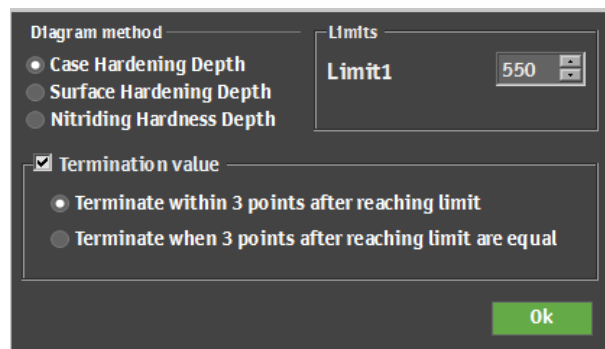 Diagram method
Case Hardening Depth
Surface Hardening Depth
Nitriding Hardness Depth
Limits
Limit1 550
Termination value
Terminate within 3 points after reaching limit
Terminate when 3 points after reaching limit are equal
Ok